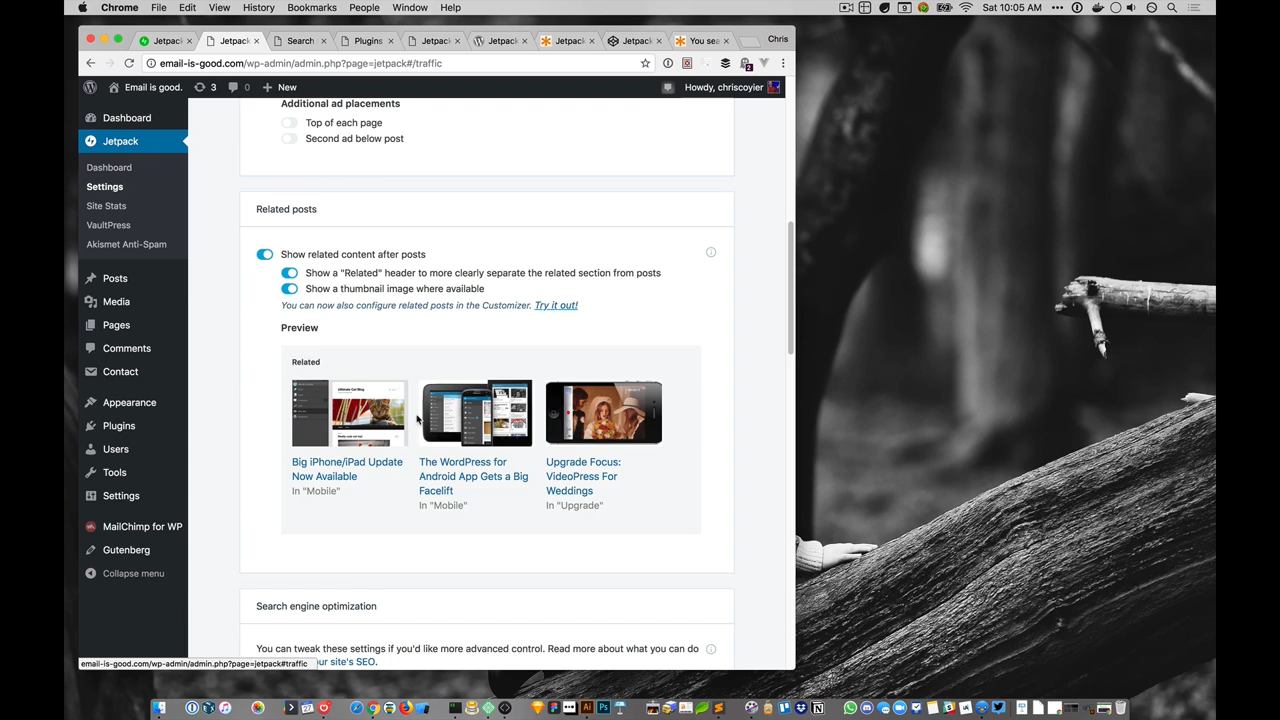 Chrome File Edit View History Bookmarks People Window Help
Sat 10:05 AM
Jetpack Jetpack Search Plugins Jetpack Jetpack Jetpack Jetpack You sea Chris
email-is-good.com/wp-admin/admin.php?page=jetpack#/traffic
Email is good. 3 0 New Howdy, chriscoyier
Dashboard
Jetpack
Dashboard
Settings
Site Stats
VaultPress
Akismet Anti-Spam
Posts
Media
Pages
Comments
Contact
Appearance
Plugins
Users
Tools
Settings
MailChimp for WP
Gutenberg
Collapse menu
Additional ad placements
Top of each page
Second ad below post
Related posts
Show related content after posts
Show a "Related" header to more clearly separate the related section from posts
Show a thumbnail image where available
You can now also configure related posts in the Customizer. Try it out!
Preview
Related
Big iPhone/iPad Update
Now Available
In "Mobile"
The WordPress for
Android App Gets a Big
Facelift
In "Mobile"
Upgrade Focus:
VideoPress For
Weddings
In "Upgrade"
Search engine optimization
You can tweak these settings if you'd like more advanced control. Read more about what you can do
ur site's SEO.
email-is-good.com/wp-admin/admin.php?page=jetpack#traffic